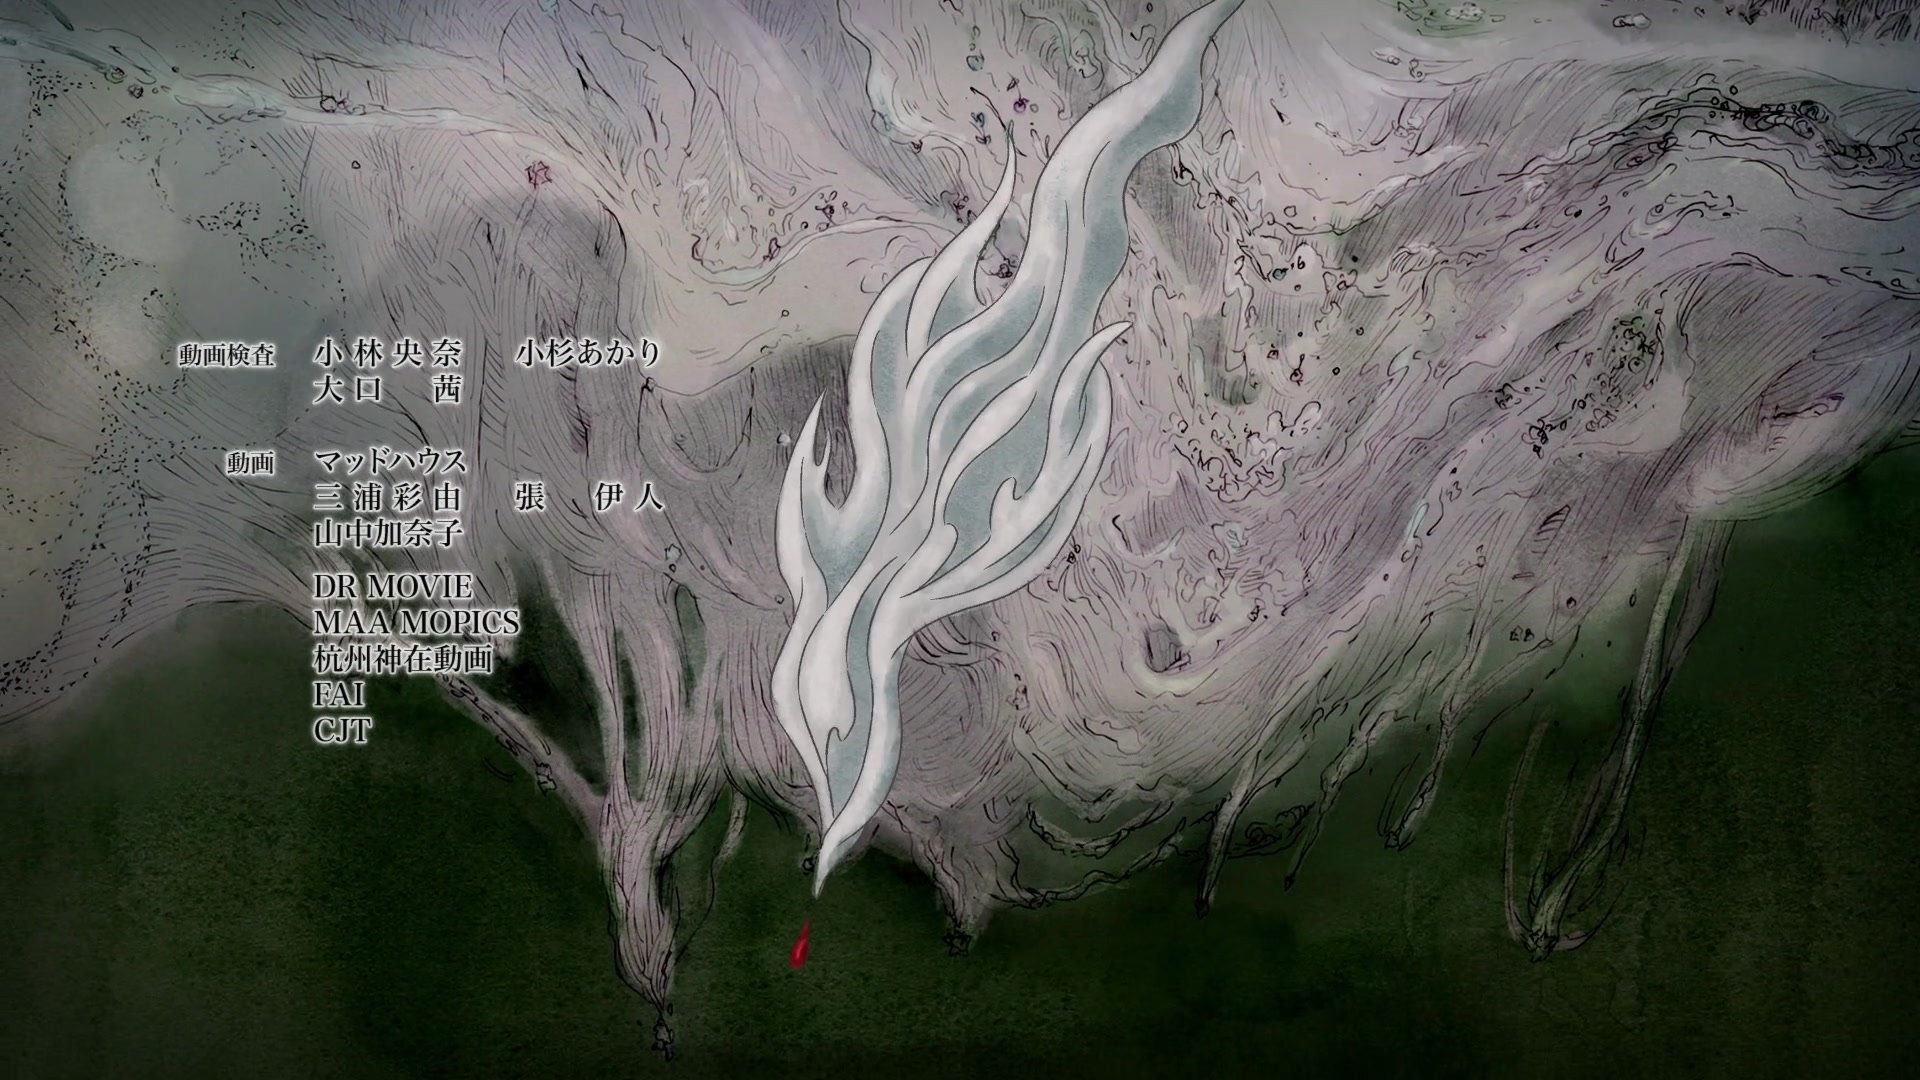 動画検査 小林央奈 小杉あかり
大口 茜
動画 マッドハウス
三浦彩由 張 伊人
山中加奈子
DR MOVIE
MAA MOPICS
杭州神在動画
FAI
CJT